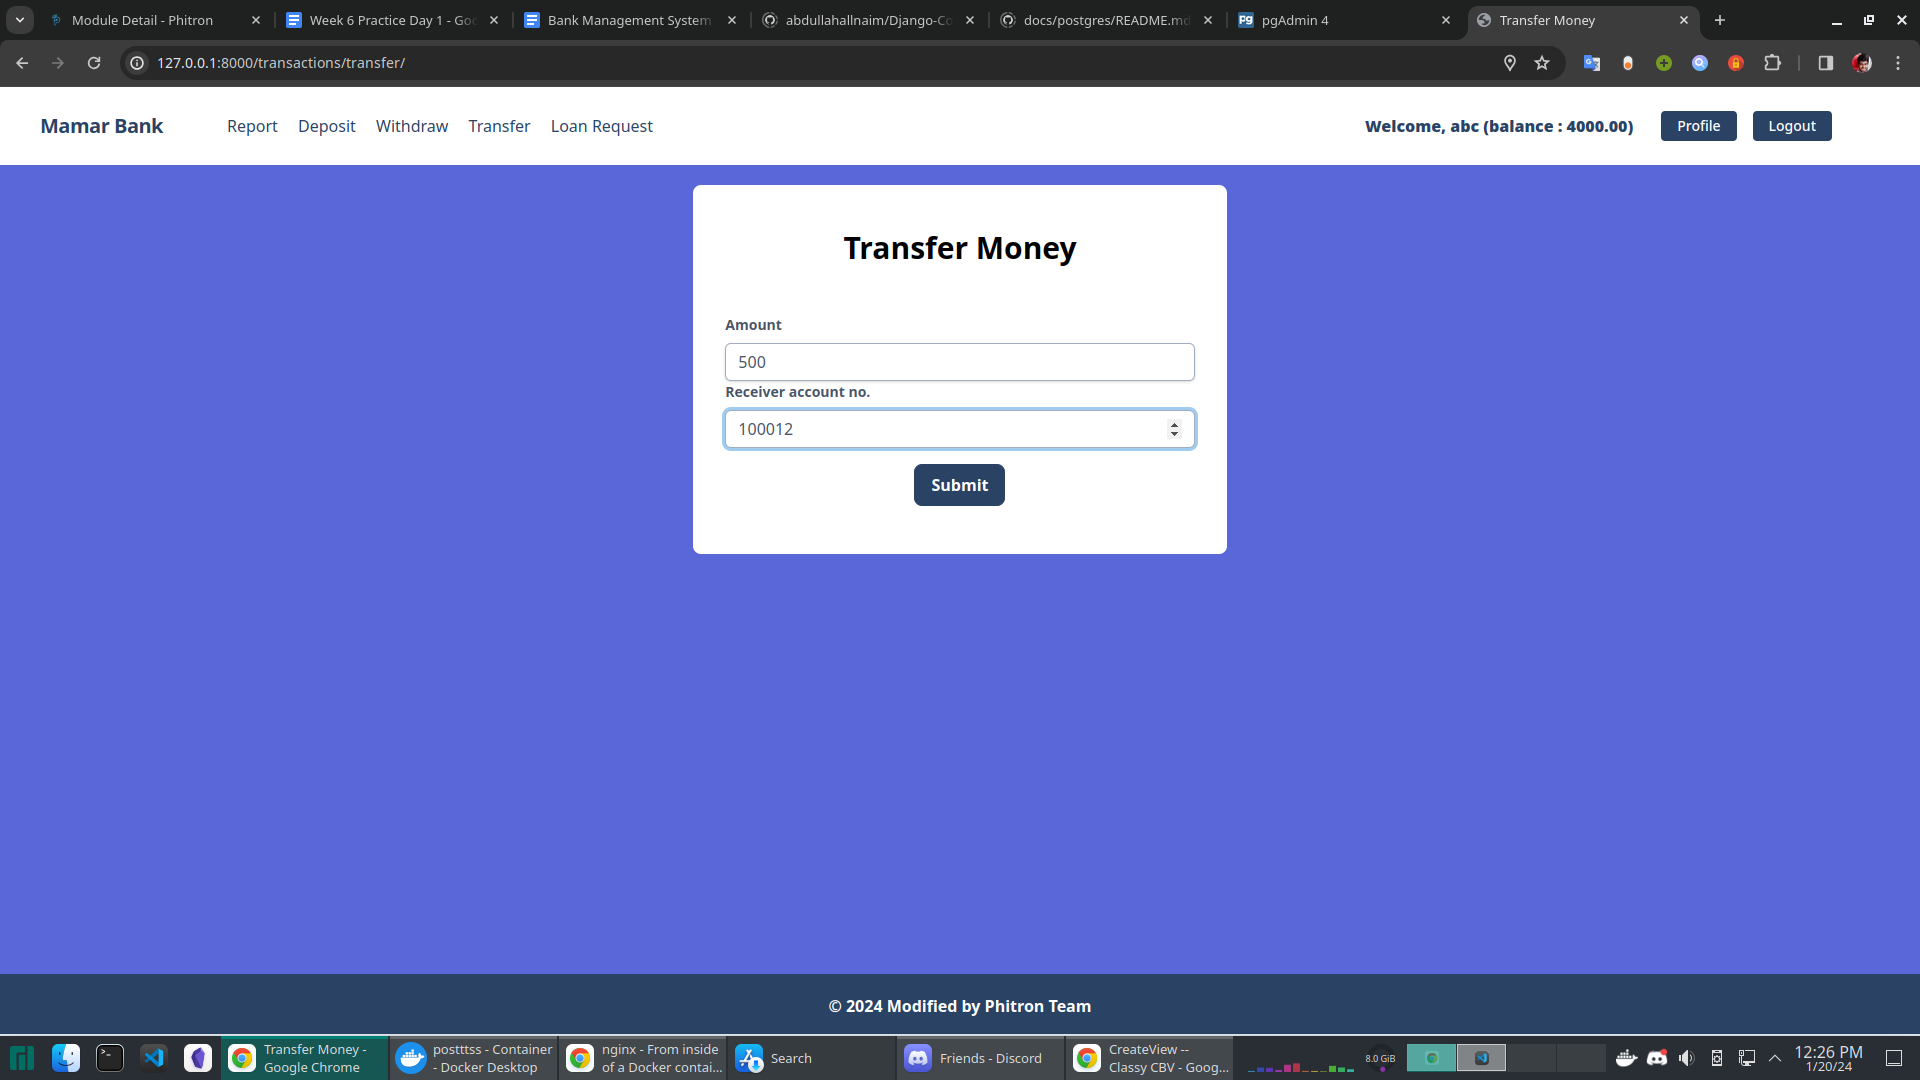 Module Detail - Phitron
Week 6 Practice Day 1 - Goo
Bank Management System
abdullahallnaim/Django-Co
docs/postgres/README.md
pgAdmin 4
Transfer Money
127.0.0.1:8000/transactions/transfer/
Mamar Bank
Report
Deposit
Withdraw
Transfer
Loan Request
Welcome, abc (balance : 4000.00)
Profile
Logout
Transfer Money
Amount
500
Receiver account no.
100012
Submit
© 2024 Modified by Phitron Team
Transfer Money -
Google Chrome
postttss - Container
- Docker Desktop
nginx - From inside
of a Docker contai...
Search
Friends - Discord
CreateView --
Classy CBV - Goog...
8.0 GiB
12:26 PM
1/20/24